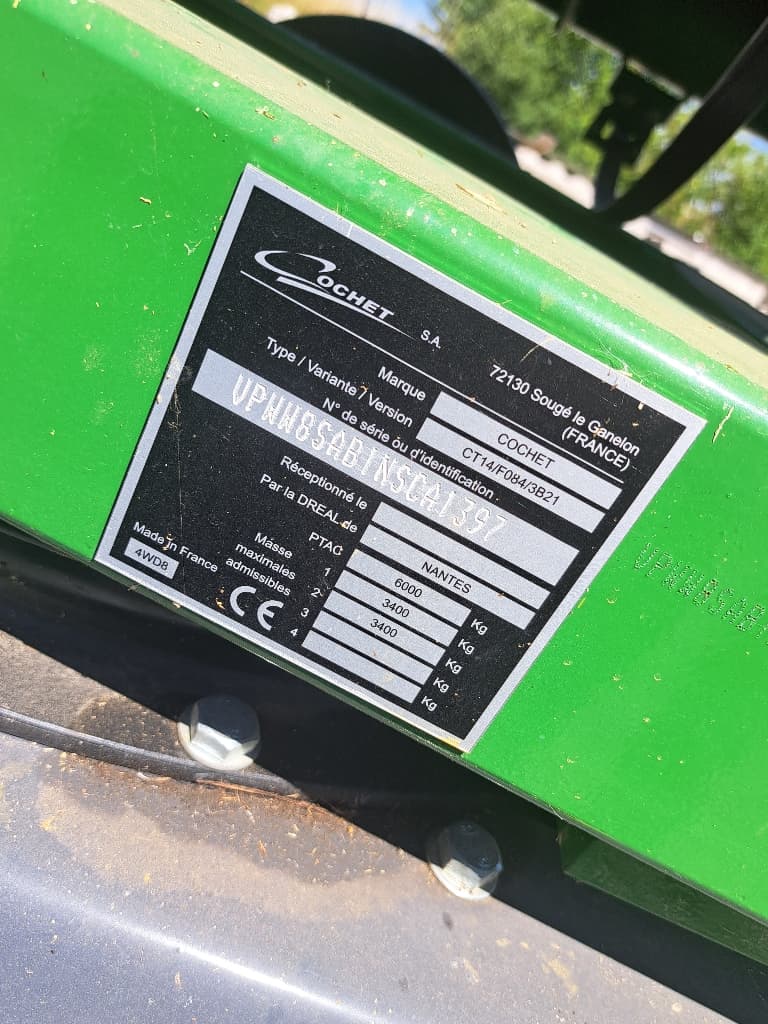 COCHET S.A.
72130 Sougé le Ganelon
(FRANCE)
Marque COCHET
Type / Variante / Version CT14/F084/3B21
N° de série ou d'identification
VPWW8SAB1NSCA1397
Réceptionné le
Par la DREAL de NANTES
PTAC 6000 Kg
Masse maximales admissibles
1 3400 Kg
2 3400 Kg
3 Kg
4 Kg
Made in France
4WD8
CE
VPWW8SAB